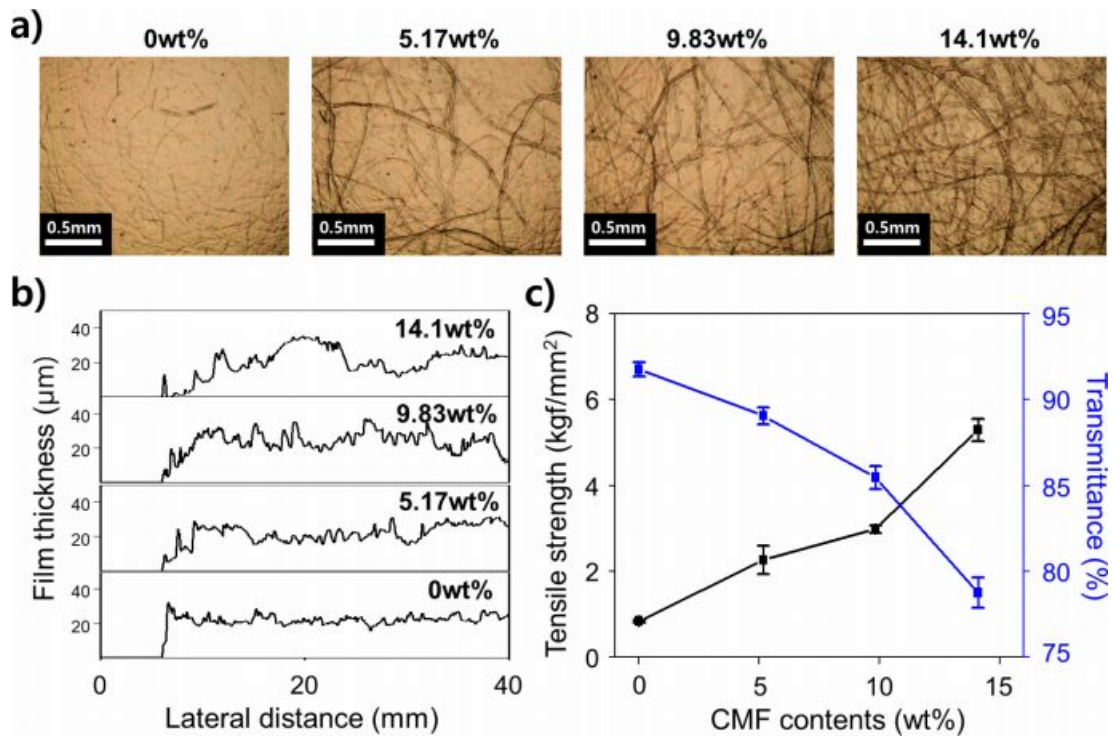 a)
0wt%
5.17wt%
9.83wt%
14.1wt%
0.5mm
0.5mm
0.5mm
0.5mm
b)
Film thickness (μm)
40
20
14.1wt%
40
20
9.83wt%
40
20
5.17wt%
40
20
0wt%
0
20
40
Lateral distance (mm)
c)
Tensile strength (kgf/mm²)
8
6
4
2
0
0
5
10
15
CMF contents (wt%)
95
90
85
80
75
Transmittance (%)